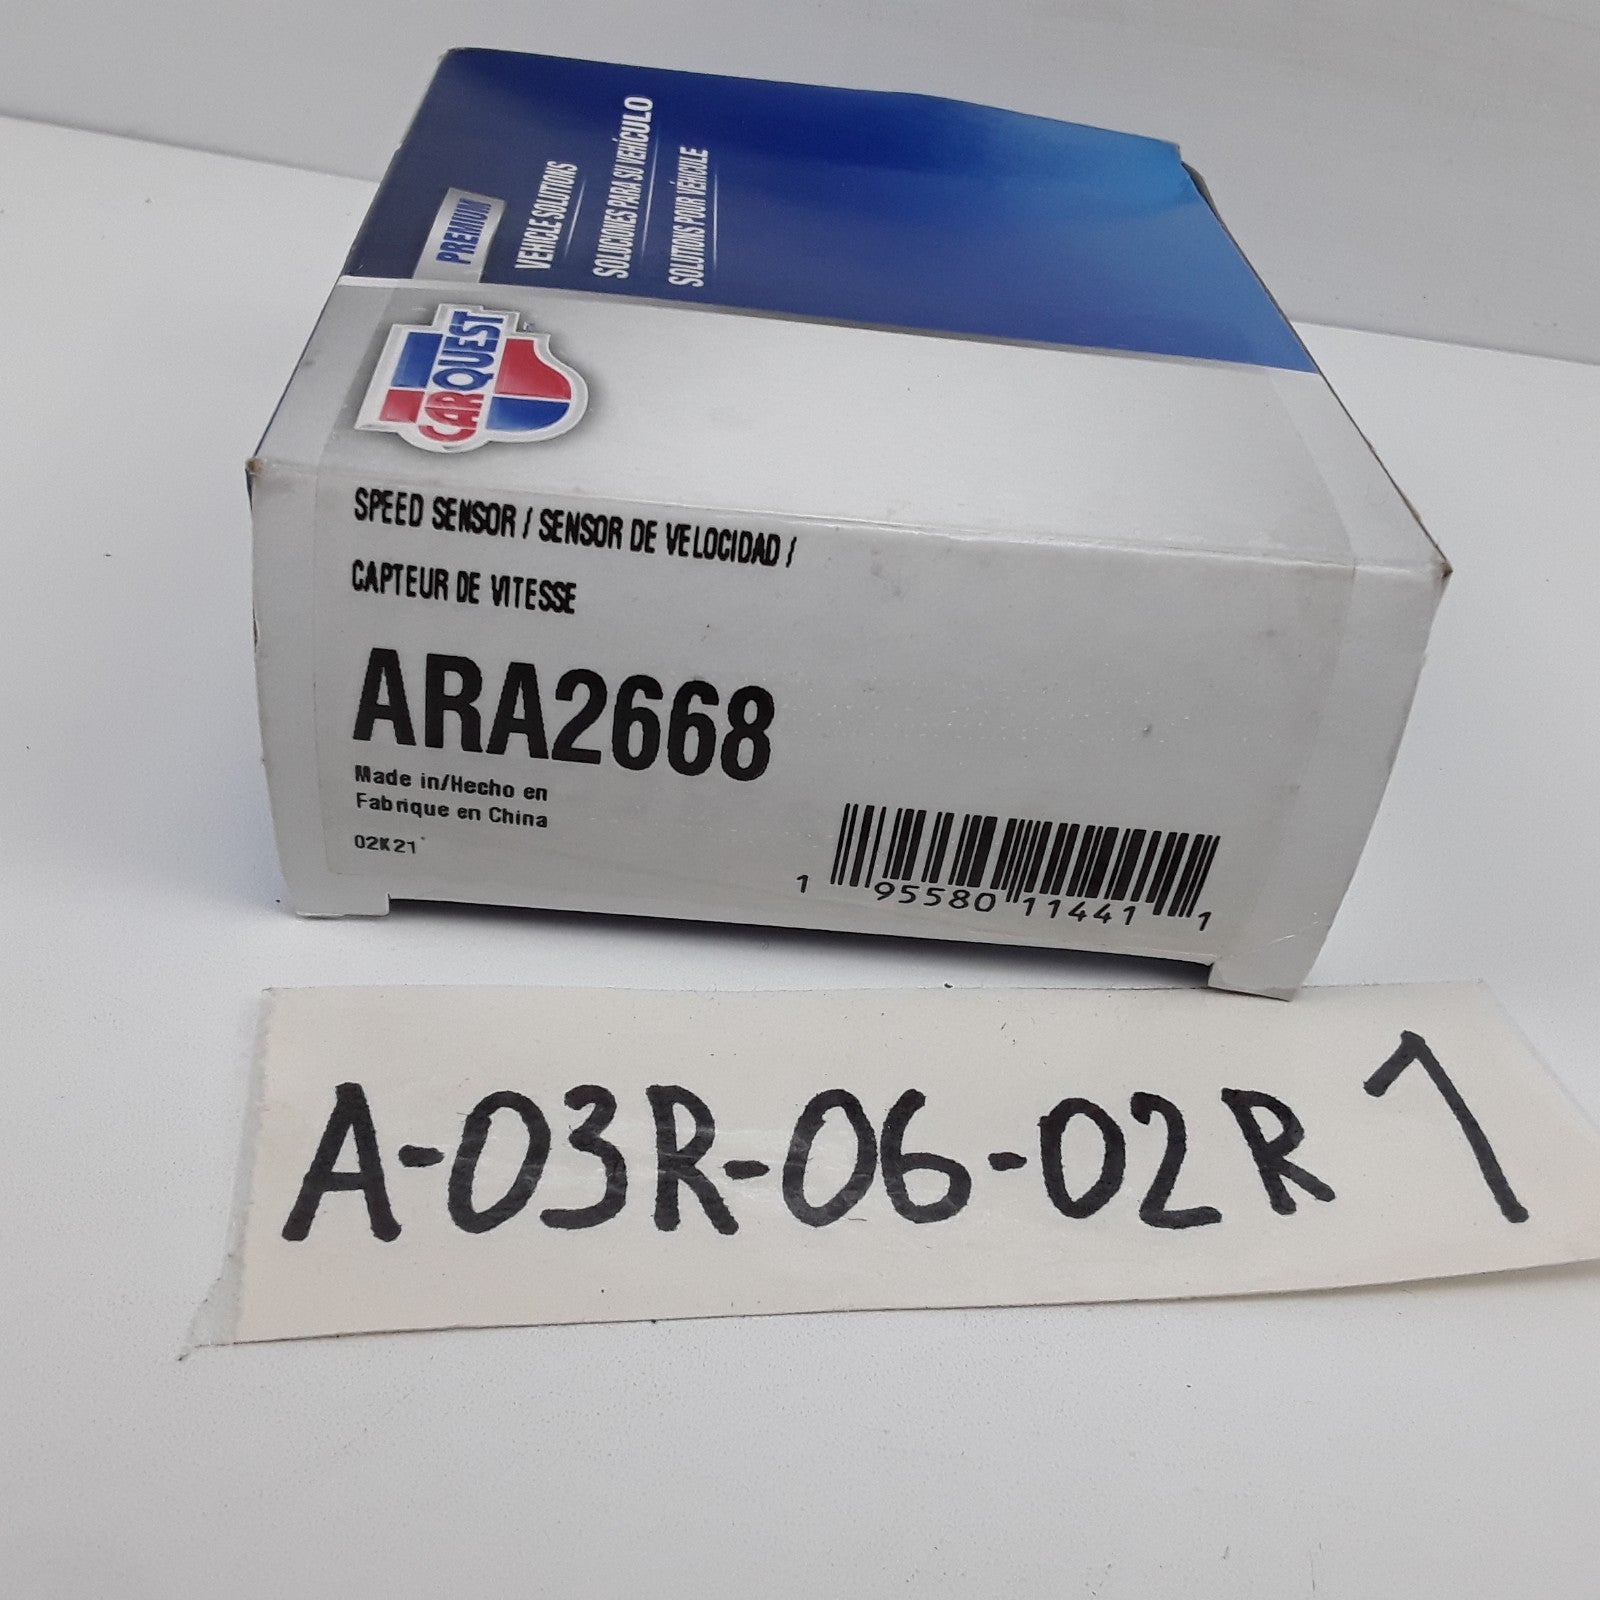 PREMIUM
VEHICLE SOLUTIONS
SOLUCIONES PARA SU VEHÍCULO
SOLUTIONS POUR VÉHICULE
CARQUEST
SPEED SENSOR / SENSOR DE VELOCIDAD /
CAPTEUR DE VITESSE
ARA2668
Made in/Hecho en
Fabrique en China
02K21
1 95580 11441 1
A-03R-06-02R 1